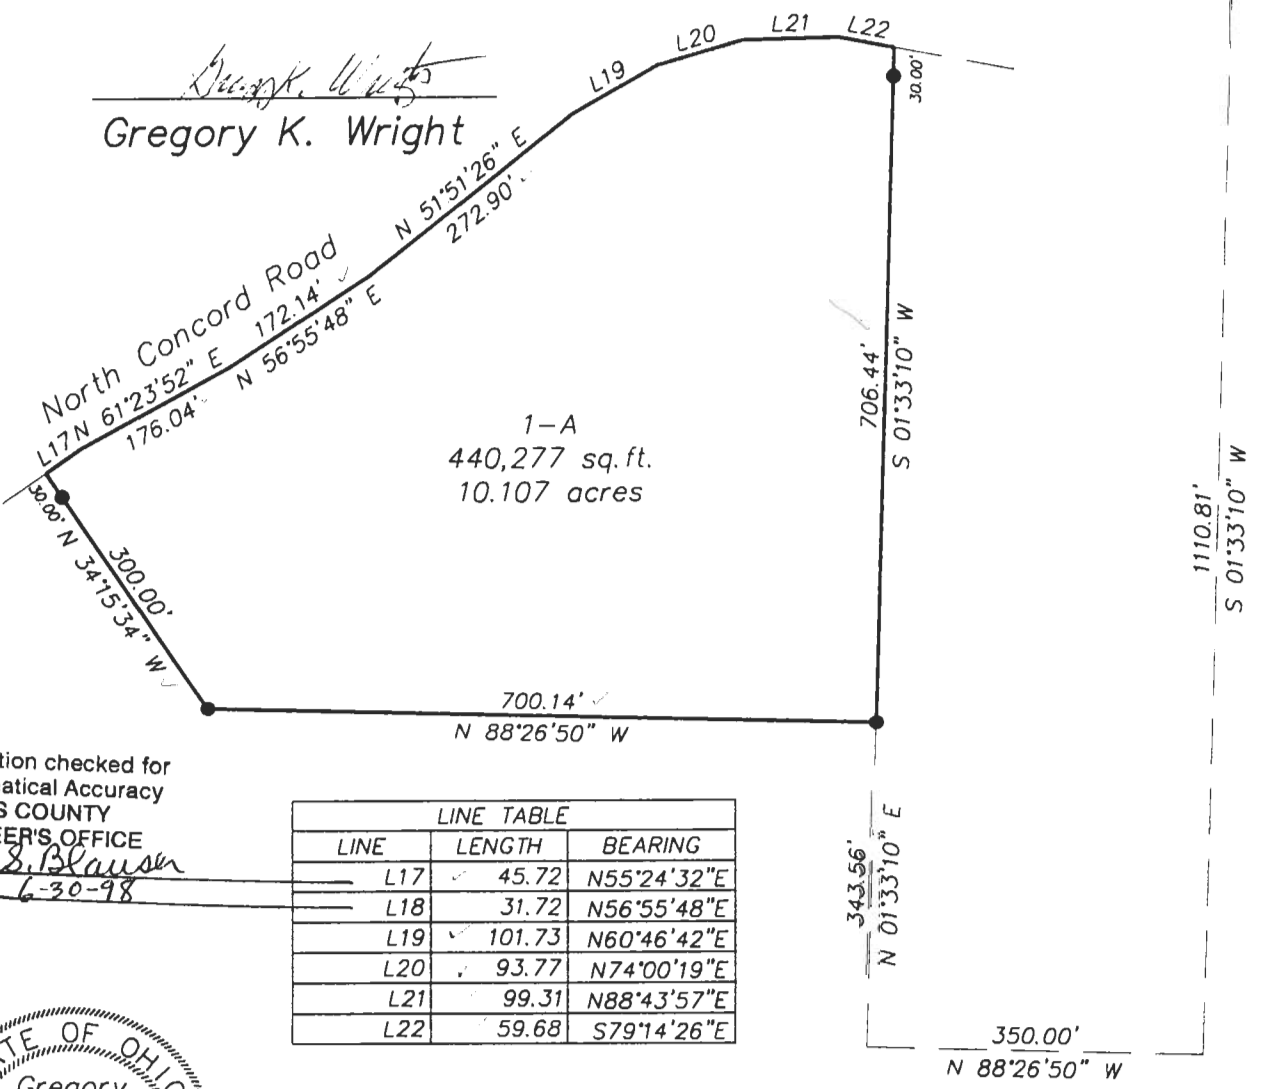 L19
L20
L21
L22
30.00'
Gregory K. Wright
North Concord Road
L17
N 61°23'52" E
176.04'
172.14'
N 56°55'48" E
N 51°51'26" E
272.90'
1-A
440,277 sq.ft.
10.107 acres
706.44'
S 01°33'10" W
1110.81'
S 01°33'10" W
30.00'
300.00'
N 34°15'34" W
700.14'
N 88°26'50" W
tion checked for
atical Accuracy
S COUNTY
EER'S OFFICE
S. Blauser
6-30-98
LINE TABLE
LINE LENGTH BEARING
L17 45.72 N55°24'32"E
L18 31.72 N56°55'48"E
L19 101.73 N60°46'42"E
L20 93.77 N74°00'19"E
L21 99.31 N88°43'57"E
L22 59.68 S79°14'26"E
343.56'
N 01°33'10" E
350.00'
N 88°26'50" W
TE OF OHIO
Gregory